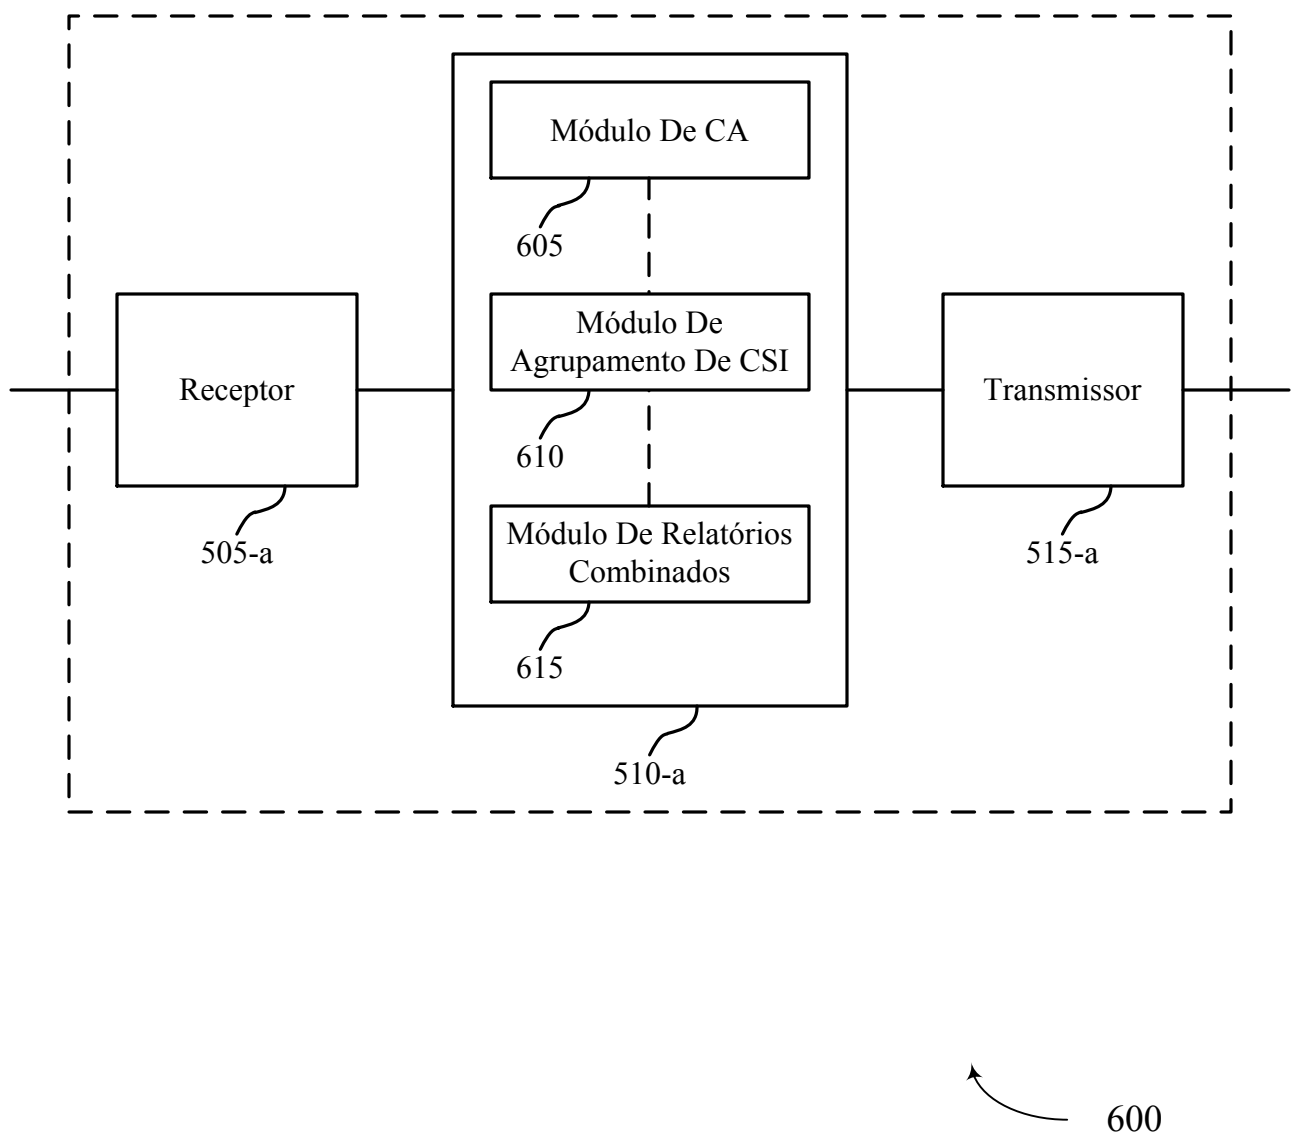 Módulo De CA
605
Módulo De
Agrupamento De CSI
610
Receptor
505-a
Transmissor
515-a
Módulo De Relatórios
Combinados
615
510-a
600